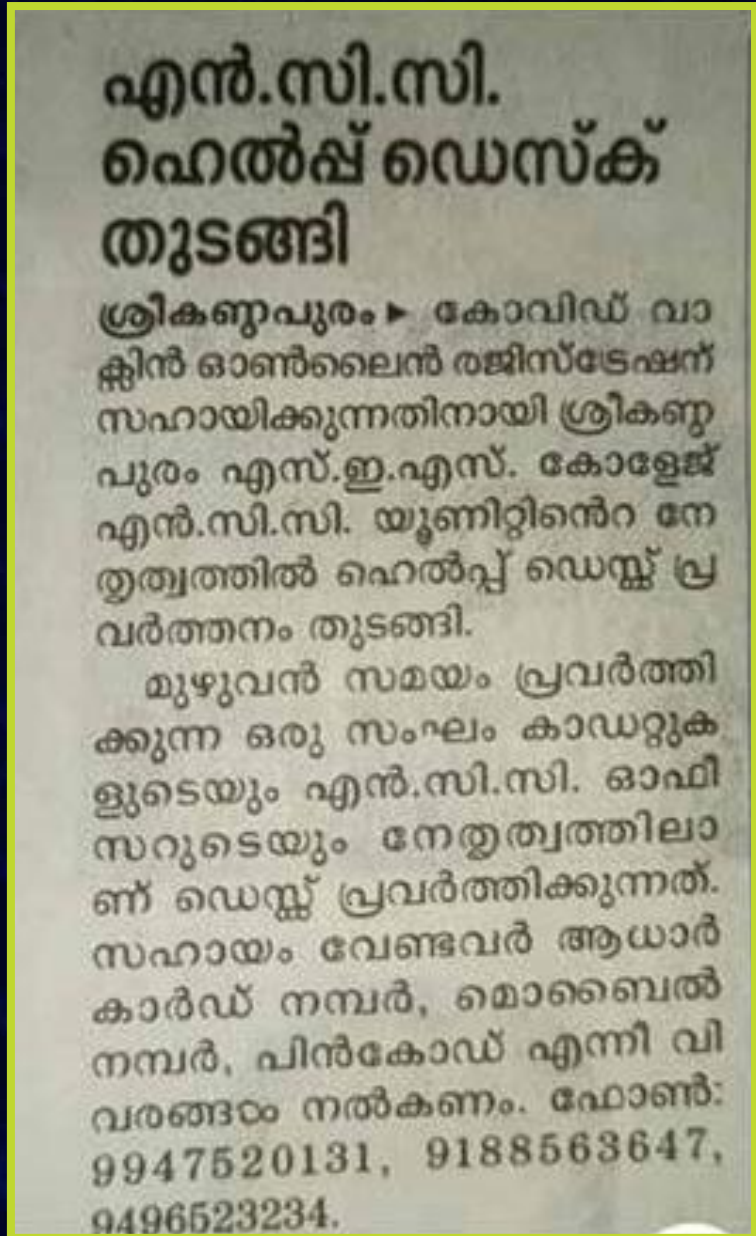 എൻ.സി.സി.
ഹെൽപ്പ് ഡെസ്ക്
തുടങ്ങി
ശ്രീകണ്ഠപുരം▶ കോവിഡ് വാ
ക്സിൻ ഓൺലൈൻ രജിസ്ട്രേഷന്
സഹായിക്കുന്നതിനായി ശ്രീകണ്ഠ
പുരം എസ്.ഇ.എസ്. കോളേജ്
എൻ.സി.സി. യൂണിറ്റിന്റെ നേ
തൃത്വത്തിൽ ഹെൽപ്പ് ഡെസ്ക് പ്ര
വർത്തനം തുടങ്ങി.
മുഴുവൻ സമയം പ്രവർത്തി
ക്കുന്ന ഒരു സംഘം കാഡറ്റുക
ളുടെയും എൻ.സി.സി. ഓഫീ
സറുടെയും നേതൃത്വത്തിലാ
ണ് ഡെസ്ക് പ്രവർത്തിക്കുന്നത്.
സഹായം വേണ്ടവർ ആധാർ
കാർഡ് നമ്പർ, മൊബൈൽ
നമ്പർ, പിൻകോഡ് എന്നീ വി
വരങ്ങൾ നൽകണം. ഫോൺ:
9947520131, 9188563647,
9496523234.